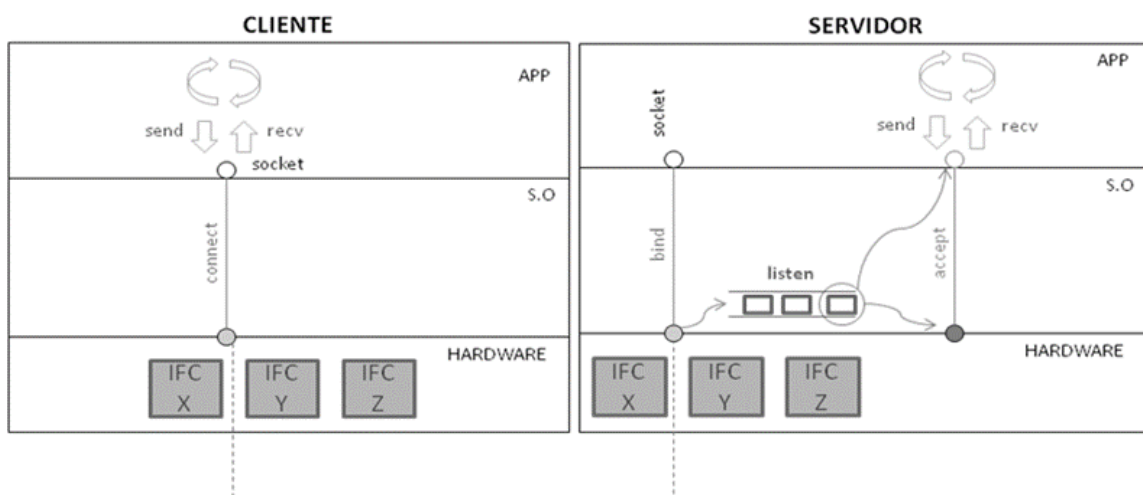 CLIENTE
APP
send
recv
socket
S.O
connect
HARDWARE
IFC
X
IFC
Y
IFC
Z
SERVIDOR
APP
socket
send
recv
S.O
bind
listen
accept
HARDWARE
IFC
X
IFC
Y
IFC
Z